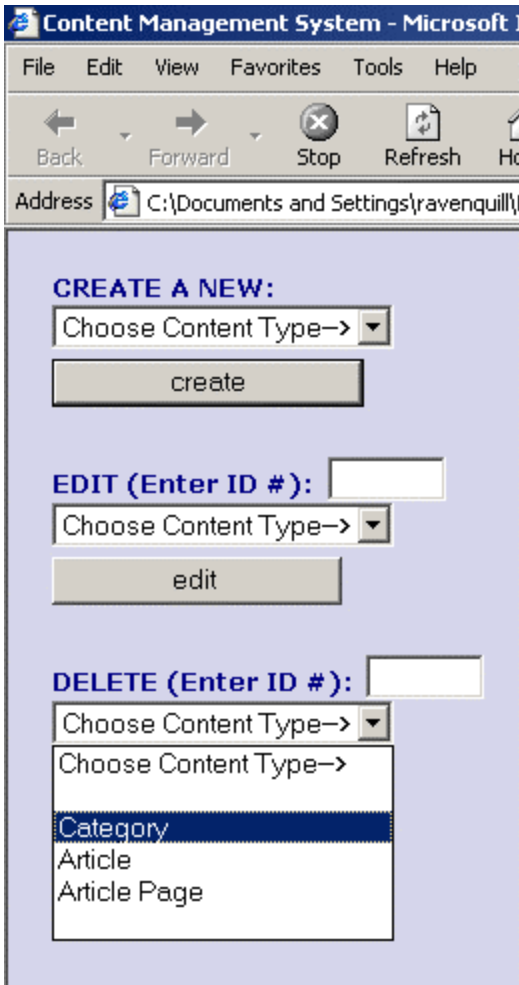 Content Management System - Microsoft
File Edit View Favorites Tools Help
Back Forward Stop Refresh
Address C:\Documents and Settings\ravenquill\
CREATE A NEW:
Choose Content Type-->
create
EDIT (Enter ID #):
Choose Content Type-->
edit
DELETE (Enter ID #):
Choose Content Type-->
Choose Content Type-->
Category
Article
Article Page